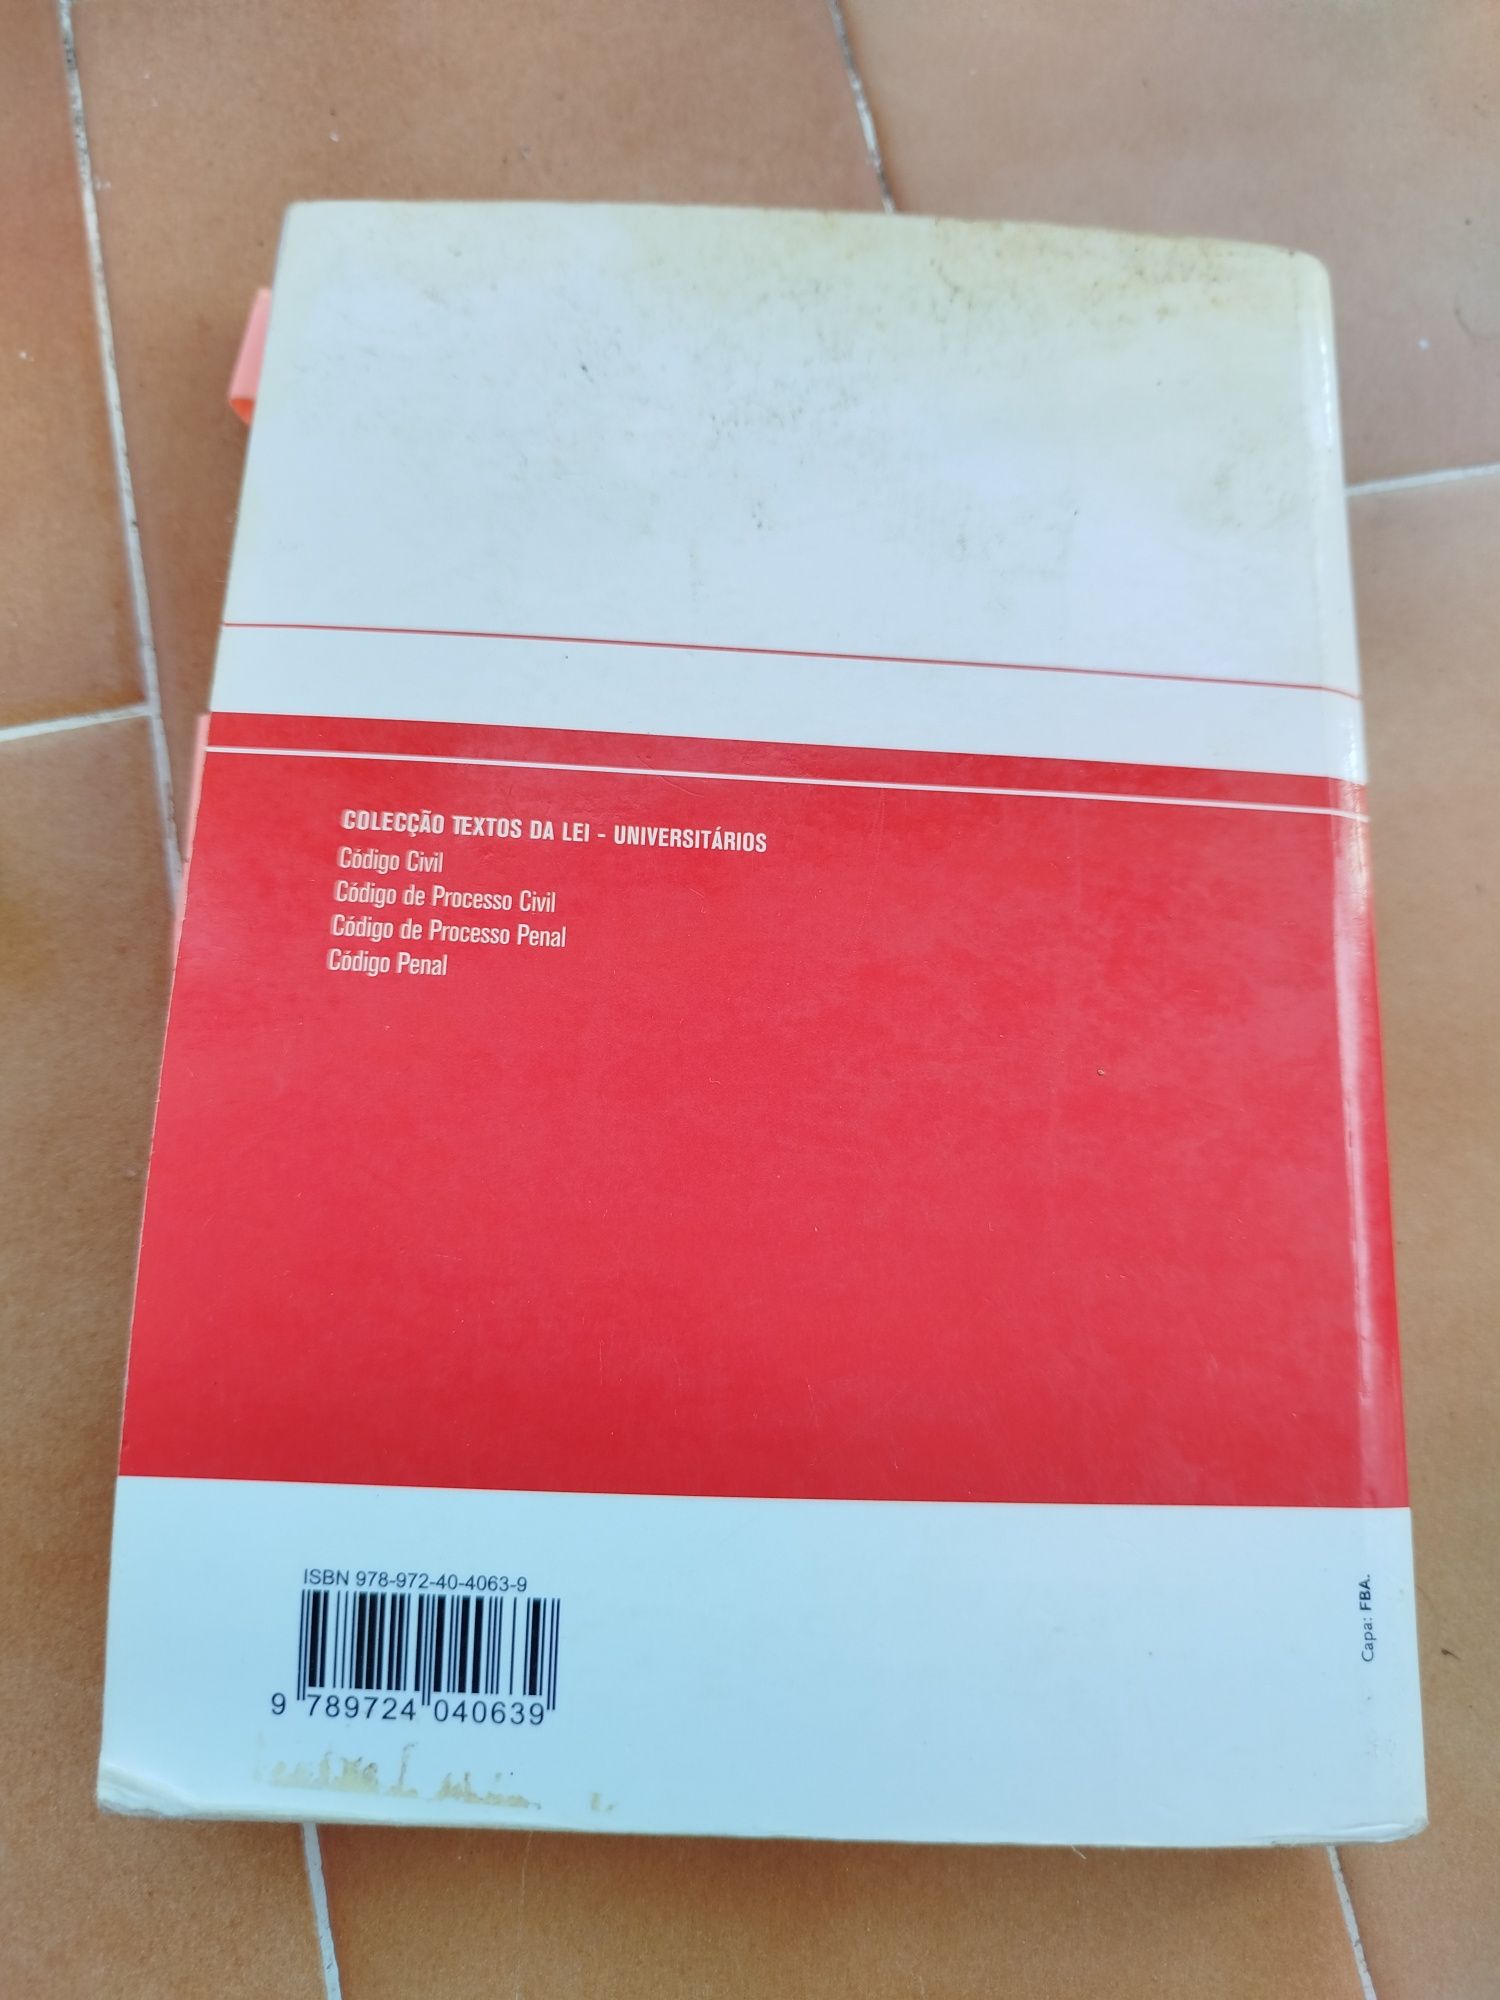 COLECÇÃO TEXTOS DA LEI - UNIVERSITÁRIOS
Código Civil
Código de Processo Civil
Código de Processo Penal
Código Penal
ISBN 978-972-40-4063-9
9 789724 040639
Capa: FBA.